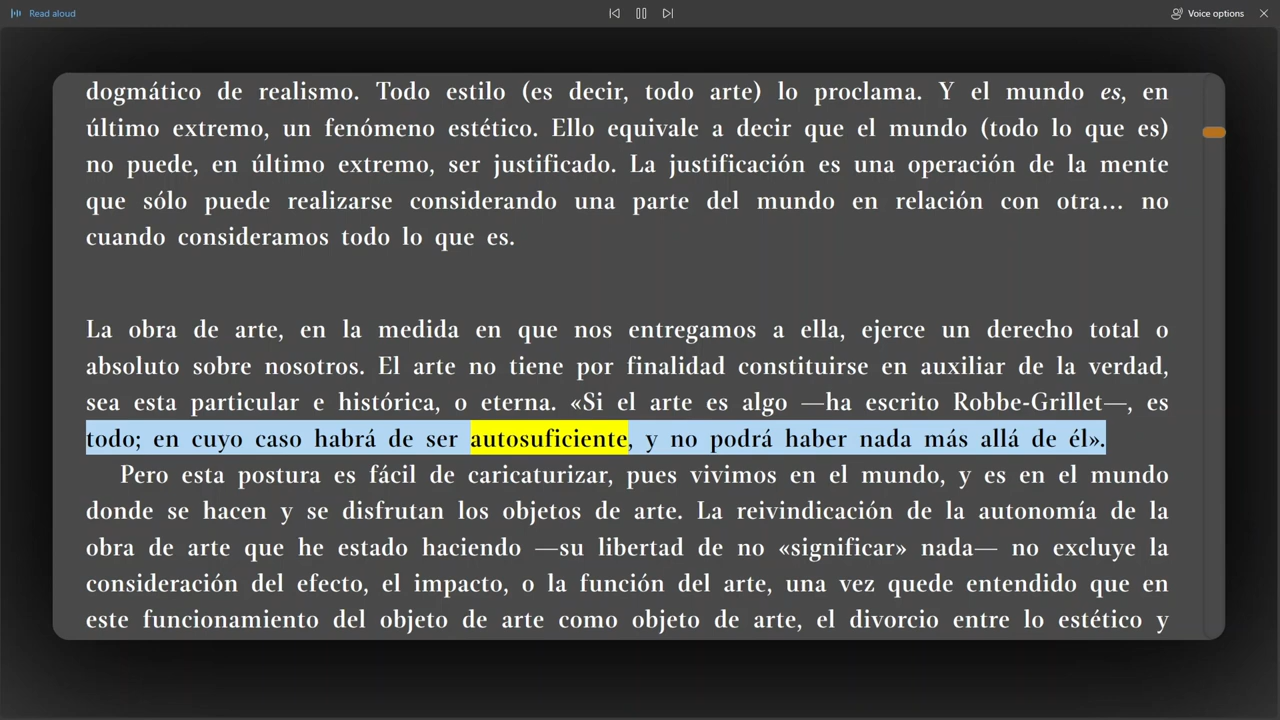 Read aloud
Voice options
dogmático de realismo. Todo estilo (es decir, todo arte) lo proclama. Y el mundo es, en
último extremo, un fenómeno estético. Ello equivale a decir que el mundo (todo lo que es)
no puede, en último extremo, ser justificado. La justificación es una operación de la mente
que sólo puede realizarse considerando una parte del mundo en relación con otra... no
cuando consideramos todo lo que es.
La obra de arte, en la medida en que nos entregamos a ella, ejerce un derecho total o
absoluto sobre nosotros. El arte no tiene por finalidad constituirse en auxiliar de la verdad,
sea esta particular e histórica, o eterna. «Si el arte es algo —ha escrito Robbe-Grillet—, es
todo; en cuyo caso habrá de ser autosuficiente, y no podrá haber nada más allá de él».
Pero esta postura es fácil de caricaturizar, pues vivimos en el mundo, y es en el mundo
donde se hacen y se disfrutan los objetos de arte. La reivindicación de la autonomía de la
obra de arte que he estado haciendo —su libertad de no «significar» nada— no excluye la
consideración del efecto, el impacto, o la función del arte, una vez quede entendido que en
este funcionamiento del objeto de arte como objeto de arte, el divorcio entre lo estético y